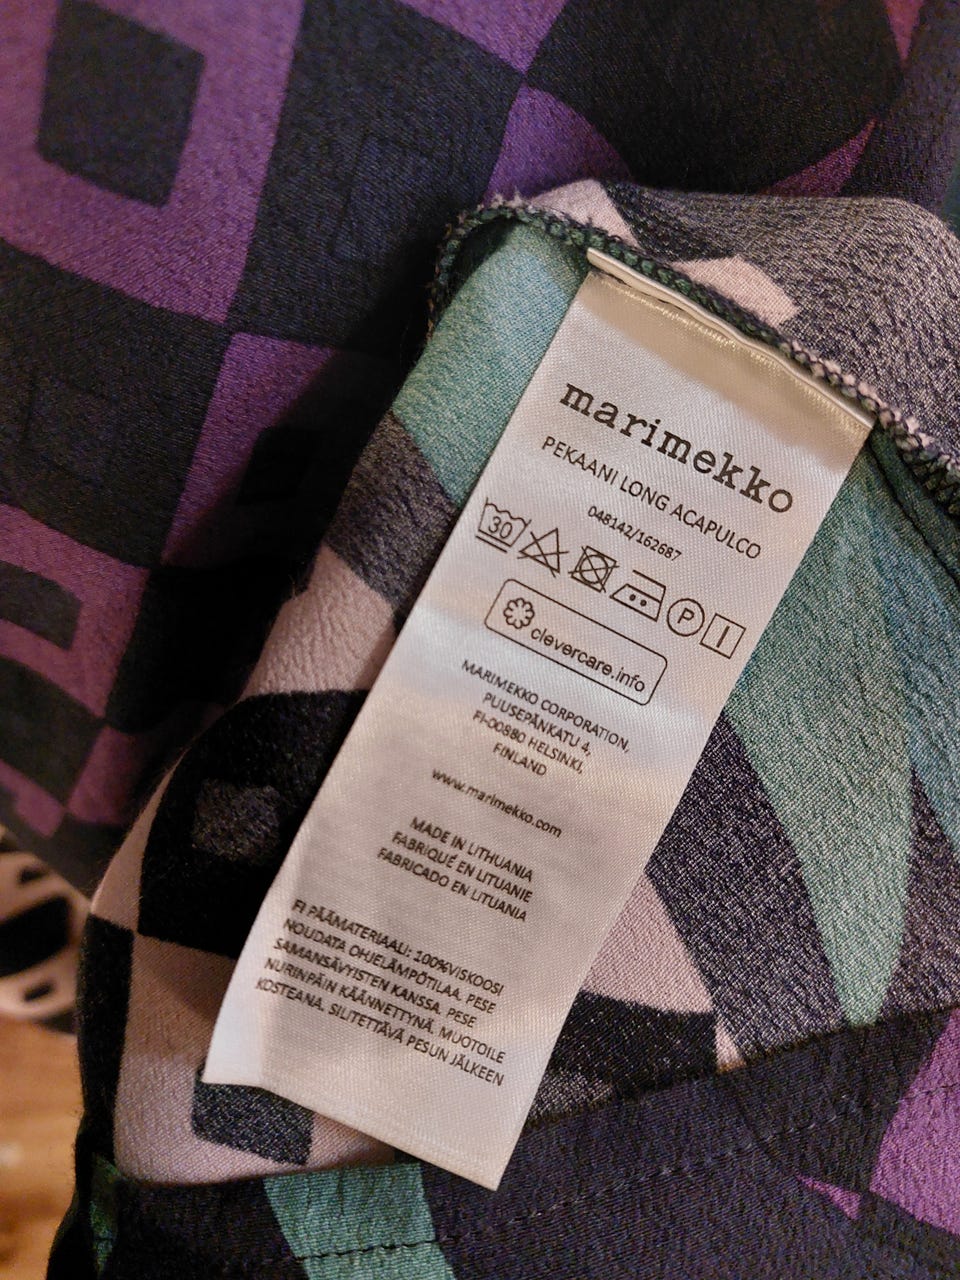 marimekko
PEKAANI LONG ACAPULCO
048142/162687
30
P
clevercare.info
MARIMEKKO CORPORATION,
PUUSEPÄNKATU 4,
FI-00880 HELSINKI,
FINLAND
www.marimekko.com
MADE IN LITHUANIA
FABRIQUÉ EN LITUANIE
FABRICADO EN LITUANIA
FI PÄÄMATERIAALI: 100%VISKOOSI
NOUDATA OHJELÄMPÖTILAA. PESE
SAMANSÄVYISTEN KANSSA. PESE
NURINPÄIN KÄÄNNETTYNÄ. MUOTOILE
KOSTEANA. SILITETTÄVÄ PESUN JÄLKEEN